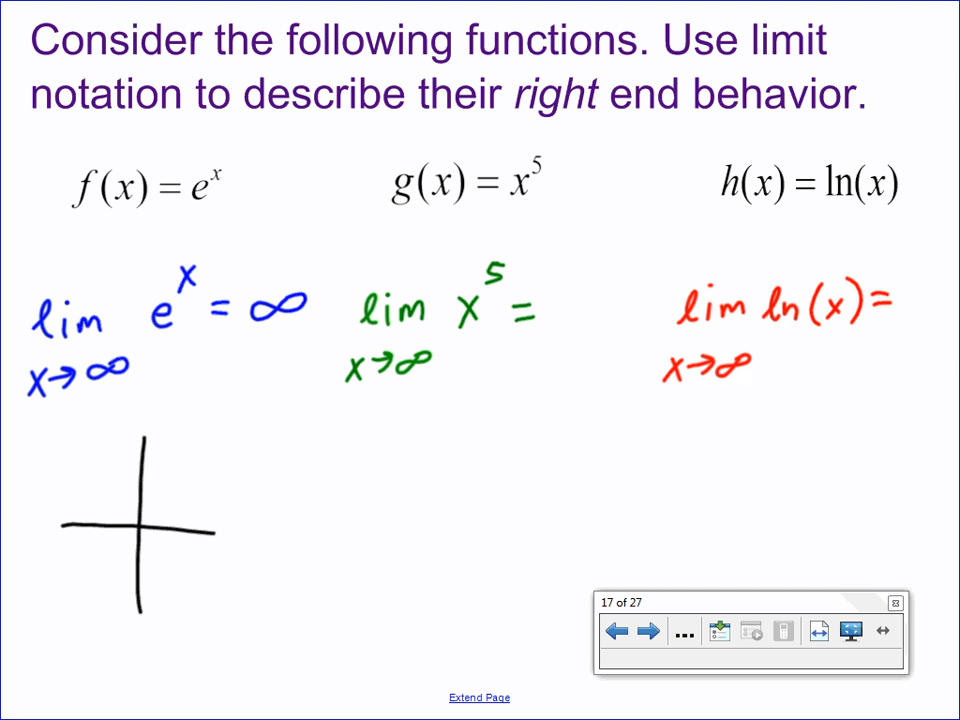 Consider the following functions. Use limit
notation to describe their right end behavior.
f(x) = e^x
g(x) = x^5
h(x) = ln(x)
lim e^x = ∞
x→∞
lim x^5 =
x→∞
lim ln(x) =
x→∞
17 of 27
...
Extend Page